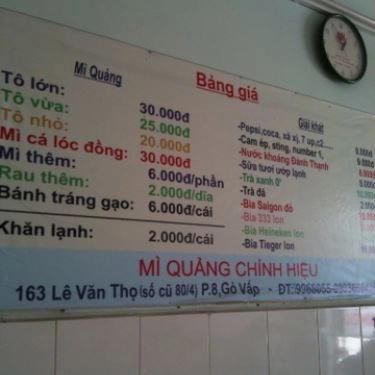 Bảng giá
Mì Quảng
Tô lớn: 30.000đ
Tô vừa: 25.000đ
Tô nhỏ: 20.000đ
Mì cá lóc đồng: 30.000đ
Mì thêm: 6.000đ/phần
Rau thêm: 2.000đ/dĩa
Bánh tráng gạo: 6.000đ/cái
Khăn lạnh: 2.000đ/cái
Giải khát
-Pepsi,coca, xá xị, 7 up,c2.....
-Cam ép, sting, number 1,
-Nước khoáng Đảnh Thạnh
-Sữa tươi ướp lạnh
-Trà xanh 0°
-Trà đá
-Bia Saigon đỏ
-Bia 333 lon
-Bia Heineken lon
-Bia Tieger lon
MÌ QUẢNG CHÍNH HIỆU
163 Lê Văn Thọ(số cũ 80/4) P.8,Gò Vấp - ĐT: